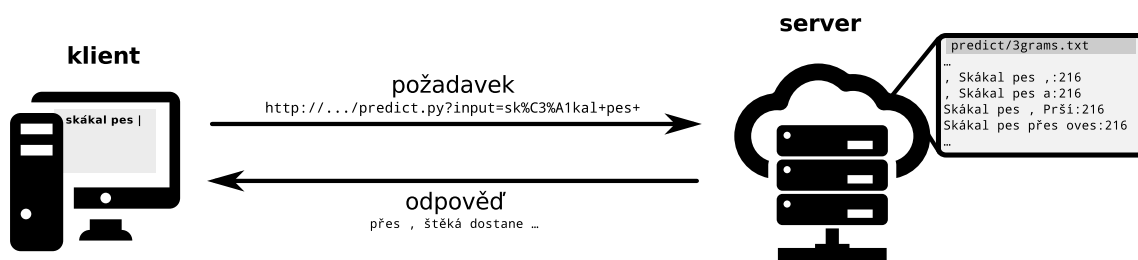 klient
skákal pes |
požadavek
http://.../predict.py?input=sk%C3%A1kal+pes+
odpověď
přes , štěká dostane …
server
predict/3grams.txt
…
, Skákal pes ,:216
, Skákal pes a:216
Skákal pes , Prší:216
Skákal pes přes oves:216
…